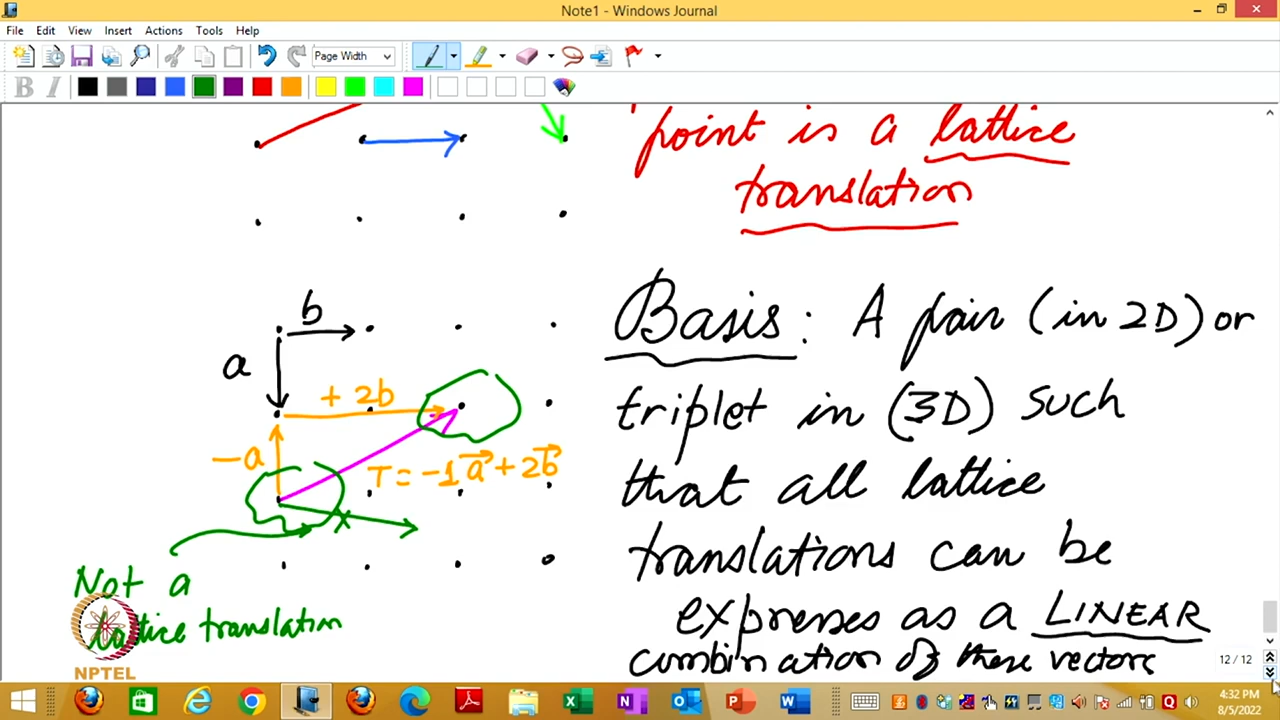 Note1 - Windows Journal
File Edit View Insert Actions Tools Help
Page Width
B I
point is a lattice
translation
b
a
+ 2b
-a
T = -1a + 2b
Basis: A pair (in 2D) or
triplet in (3D) such
that all lattice
translations can be
expresses as a LINEAR
combination of these vectors
Not a
lattice translation
NPTEL
12 / 12
4:32 PM
8/5/2022